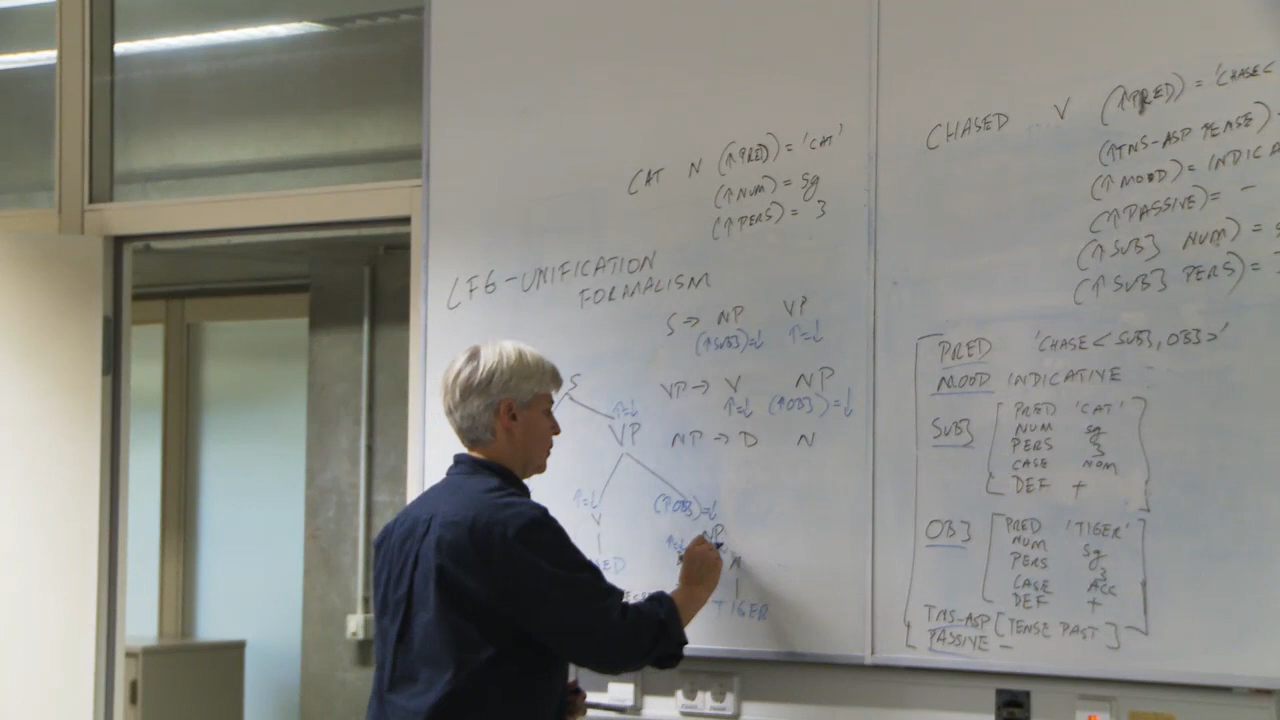 CAT N (↑PRED) = 'CAT'
(↑NUM) = sg
(↑PERS) = 3
LFG-UNIFICATION
FORMALISM
S → NP VP
(↑SUBJ)=↓ ↑=↓
VP → V NP
↑=↓ (↑OBJ)=↓
NP → D N
S
↑=↓
VP
↑=↓ (↑OBJ)=↓
V NP
↑=↓
N
ED
TIGER
CHASED V (↑PRED) = 'CHASE<
(↑TNS-ASP TENSE) =
(↑MOOD) = INDICA
(↑PASSIVE) = -
(↑SUBJ NUM) = s
(↑SUBJ PERS) =
PRED 'CHASE< SUBJ, OBJ>'
MOOD INDICATIVE
SUBJ [PRED 'CAT'
NUM sg
PERS 3
CASE NOM
DEF +]
OBJ [PRED 'TIGER'
NUM sg
PERS 3
CASE ACC
DEF +]
TNS-ASP [TENSE PAST]
PASSIVE -